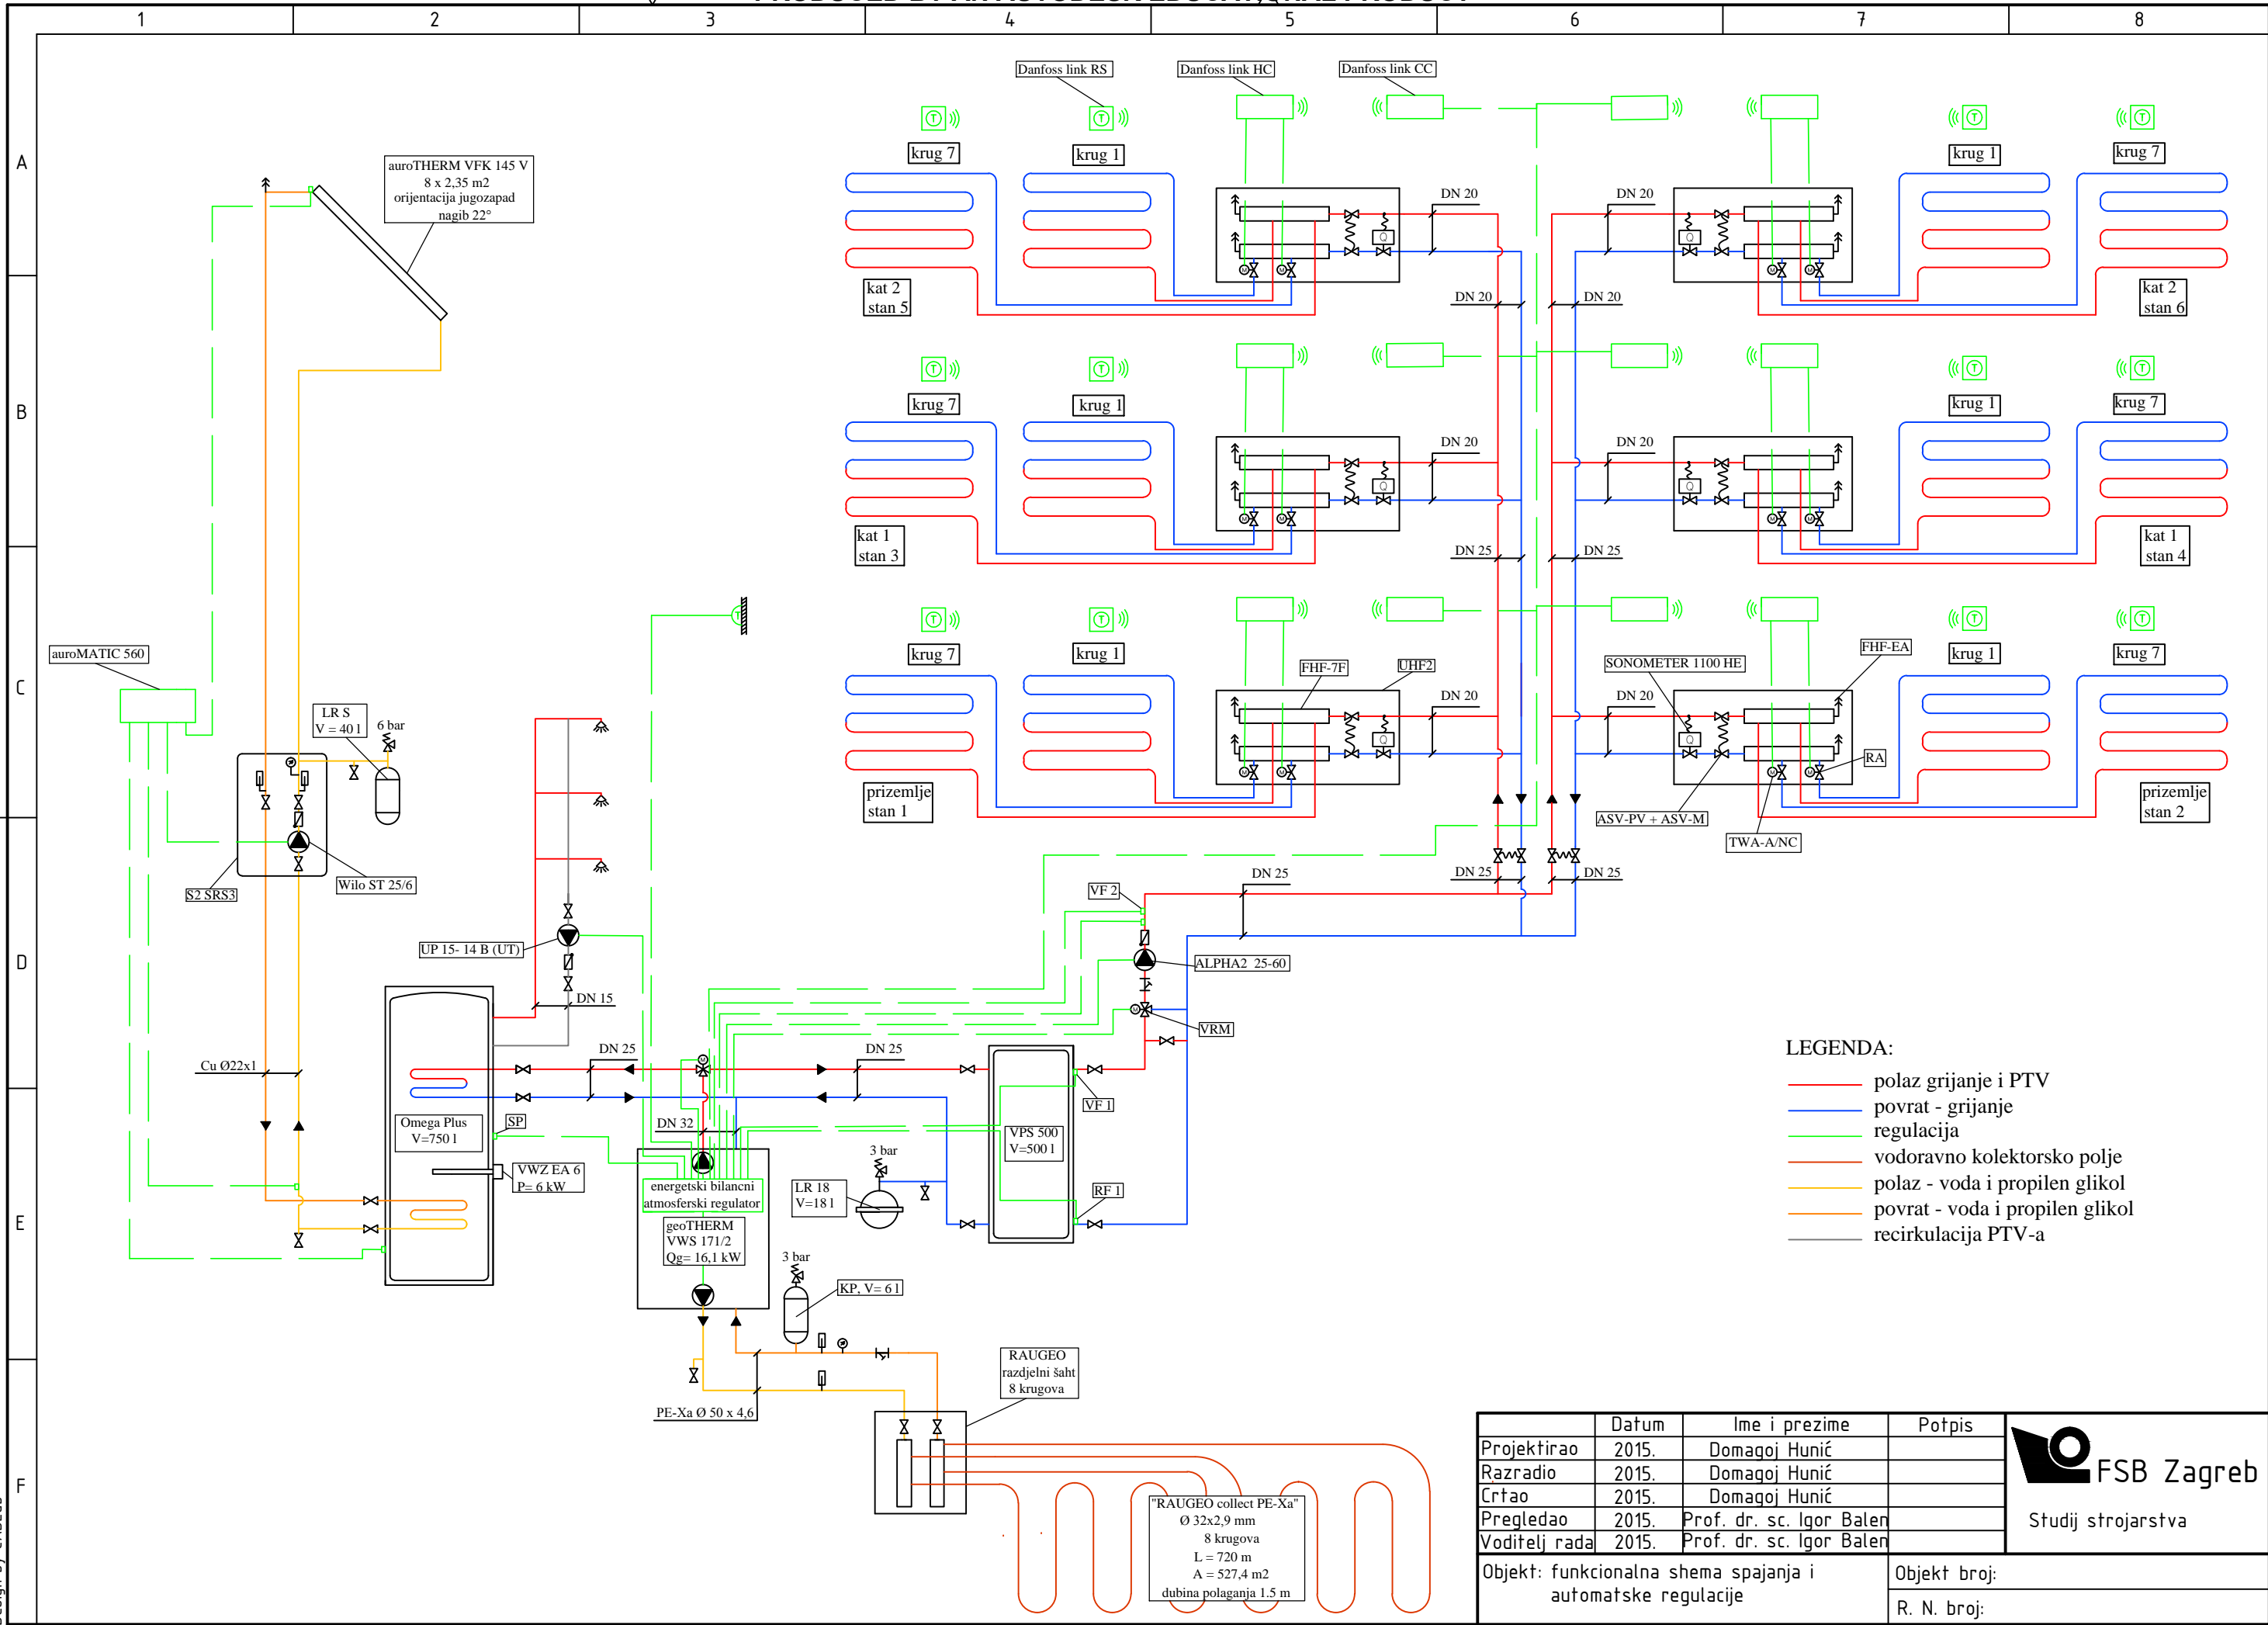 1 2 3 4 5 6 7 8
A
B
C
D
E
F
Danfoss link RS
Danfoss link HC
Danfoss link CC
auroTHERM VFK 145 V
8 x 2,35 m2
orijentacija jugozapad
nagib 22°
krug 7
krug 1
krug 1
krug 7
DN 20
DN 20
kat 2
stan 5
DN 20
DN 20
kat 2
stan 6
krug 7
krug 1
krug 1
krug 7
DN 20
DN 20
kat 1
stan 3
DN 25
DN 25
kat 1
stan 4
auroMATIC 560
krug 7
krug 1
FHF-7F
UHF2
SONOMETER 1100 HE
FHF-EA
krug 1
krug 7
DN 20
DN 20
LR S
V = 40 l
6 bar
RA
prizemlje
stan 1
ASV-PV + ASV-M
TWA-A/NC
prizemlje
stan 2
S2 SRS3
Wilo ST 25/6
DN 25
DN 25
DN 25
VF 2
UP 15- 14 B (UT)
ALPHA2 25-60
DN 15
VRM
Cu Ø22x1
DN 25
DN 25
VF 1
DN 32
Omega Plus
V=750 l
SP
VWZ EA 6
P= 6 kW
VPS 500
V=500 l
3 bar
LR 18
V=18 l
RF 1
energetski bilancni
atmosferski regulator
geoTHERM
VWS 171/2
Qg= 16,1 kW
3 bar
KP, V= 6 l
PE-Xa Ø 50 x 4,6
RAUGEO
razdjelni šaht
8 krugova
"RAUGEO collect PE-Xa"
Ø 32x2,9 mm
8 krugova
L = 720 m
A = 527,4 m2
dubina polaganja 1.5 m
LEGENDA:
polaz grijanje i PTV
povrat - grijanje
regulacija
vodoravno kolektorsko polje
polaz - voda i propilen glikol
povrat - voda i propilen glikol
recirkulacija PTV-a
Datum Ime i prezime Potpis
Projektirao 2015. Domagoj Hunić
Razradio 2015. Domagoj Hunić
Crtao 2015. Domagoj Hunić
Pregledao 2015. Prof. dr. sc. Igor Balen
Voditelj rada 2015. Prof. dr. sc. Igor Balen
FSB Zagreb
Studij strojarstva
Objekt: funkcionalna shema spajanja i
automatske regulacije
Objekt broj:
R. N. broj: